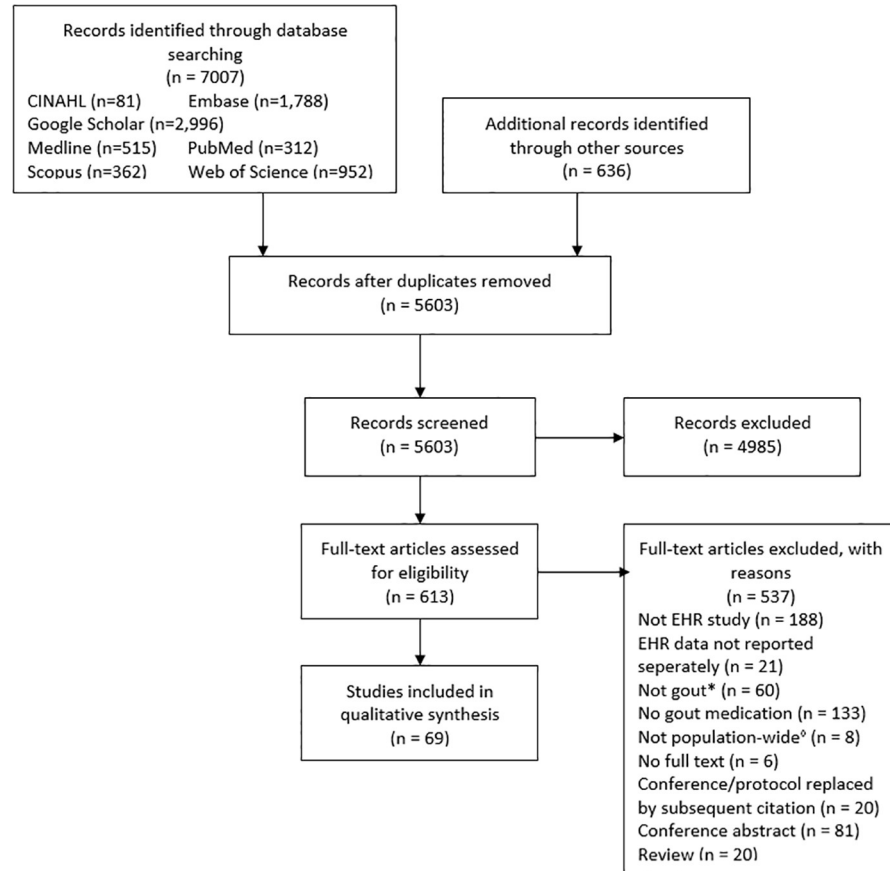 Records identified through database
searching
(n = 7007)
CINAHL (n=81) Embase (n=1,788)
Google Scholar (n=2,996)
Medline (n=515) PubMed (n=312)
Scopus (n=362) Web of Science (n=952)
Additional records identified
through other sources
(n = 636)
Records after duplicates removed
(n = 5603)
Records screened
(n = 5603)
Records excluded
(n = 4985)
Full-text articles assessed
for eligibility
(n = 613)
Full-text articles excluded, with
reasons
(n = 537)
Not EHR study (n = 188)
EHR data not reported
seperately (n = 21)
Not gout* (n = 60)
No gout medication (n = 133)
Not population-wide⁰ (n = 8)
No full text (n = 6)
Conference/protocol replaced
by subsequent citation (n = 20)
Conference abstract (n = 81)
Review (n = 20)
Studies included in
qualitative synthesis
(n = 69)